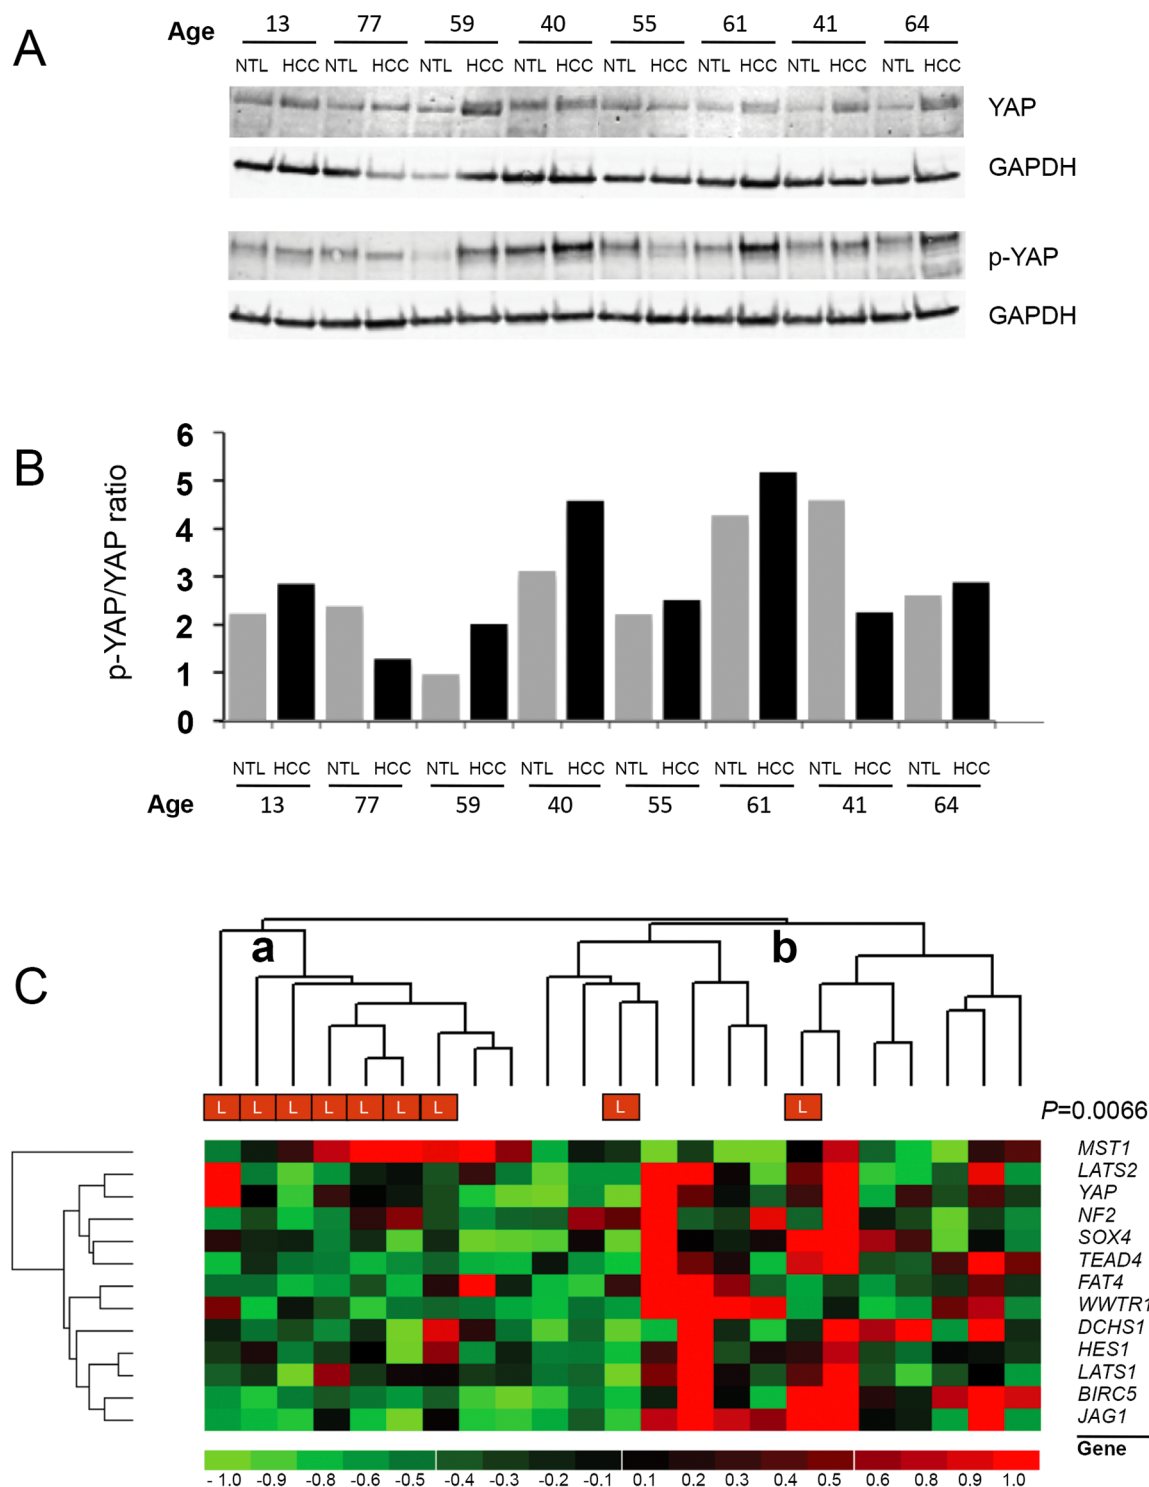 A
Age 13 77 59 40 55 61 41 64
NTL HCC NTL HCC NTL HCC NTL HCC NTL HCC NTL HCC NTL HCC NTL HCC
YAP
GAPDH
p-YAP
GAPDH
B
p-YAP/YAP ratio
6
5
4
3
2
1
0
NTL HCC NTL HCC NTL HCC NTL HCC NTL HCC NTL HCC NTL HCC NTL HCC
Age 13 77 59 40 55 61 41 64
C
a b
L L L L L L L L L P=0.0066
MST1
LATS2
YAP
NF2
SOX4
TEAD4
FAT4
WWTR1
DCHS1
HES1
LATS1
BIRC5
JAG1
Gene
- 1.0 -0.9 -0.8 -0.6 -0.5 -0.4 -0.3 -0.2 -0.1 0.1 0.2 0.3 0.4 0.5 0.6 0.8 0.9 1.0